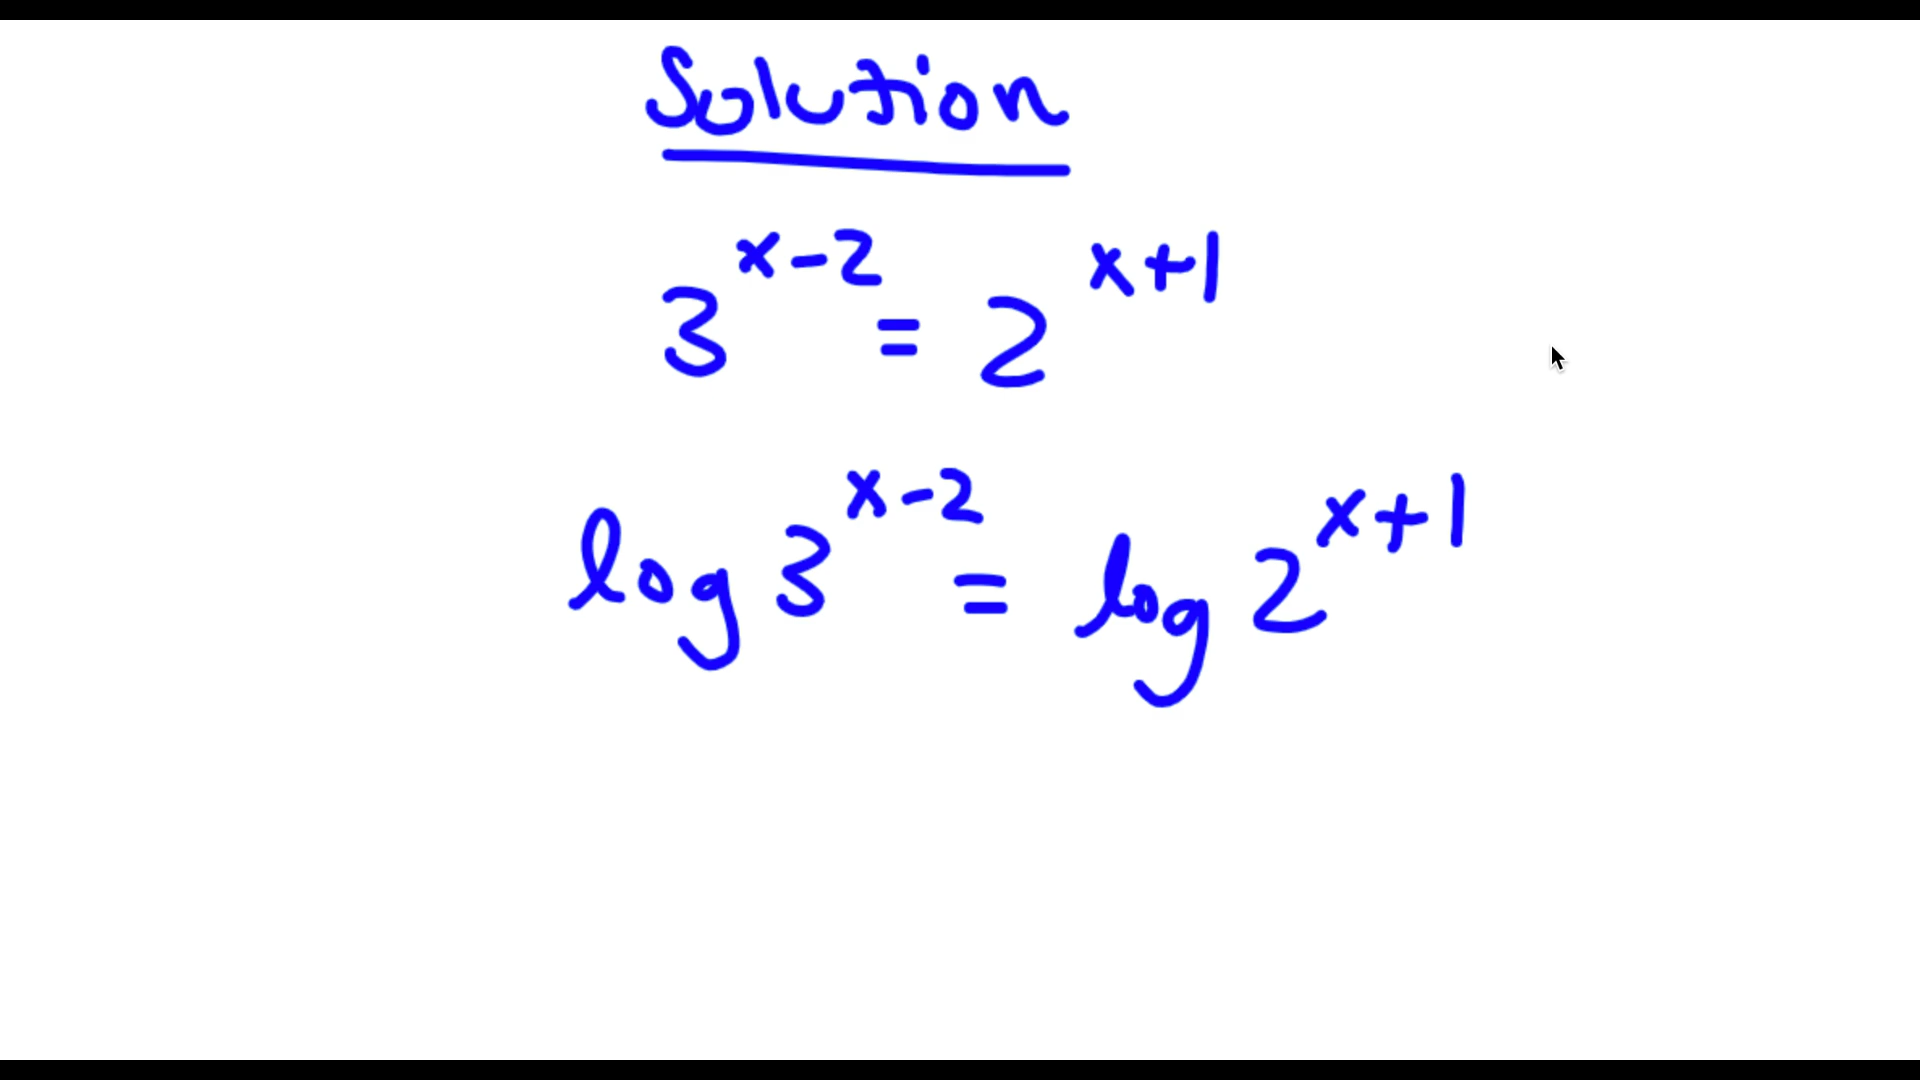 Solution
3^{x-2} = 2^{x+1}
log 3^{x-2} = log 2^{x+1}